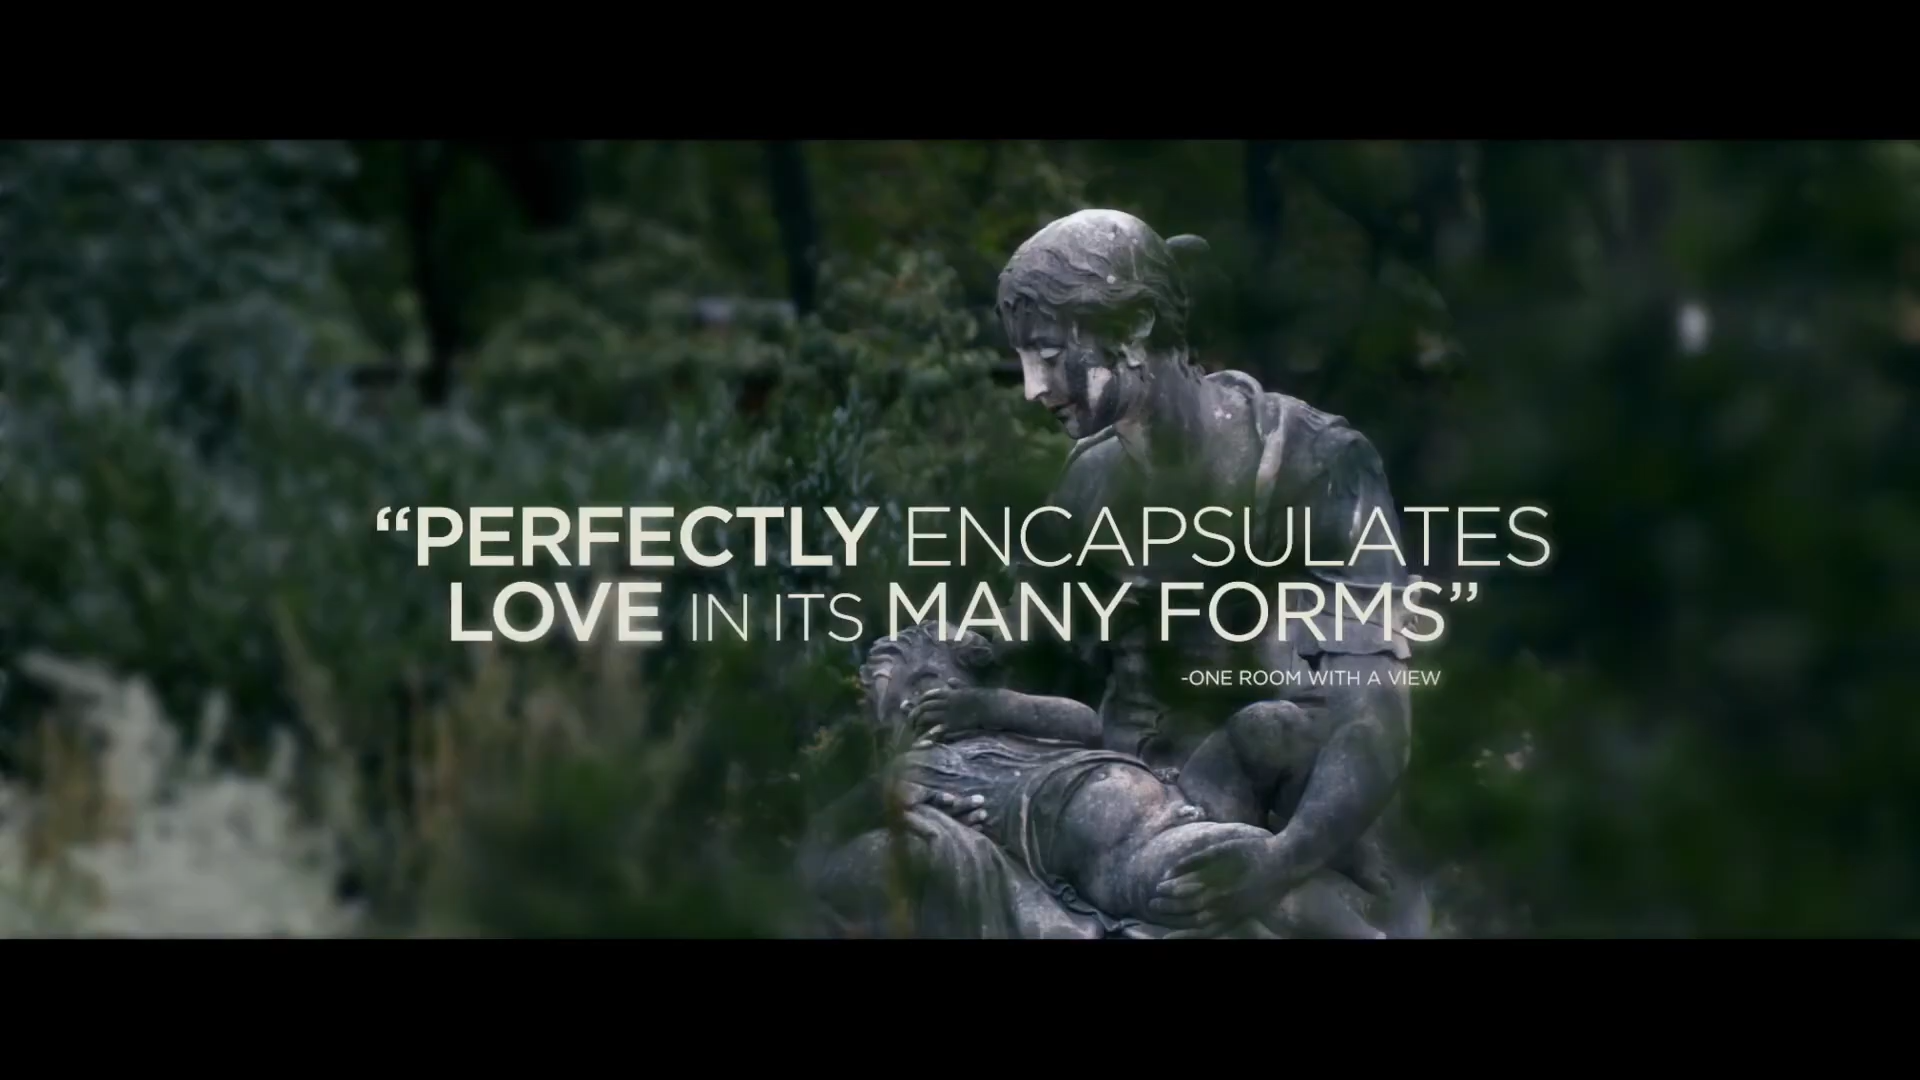 “PERFECTLY ENCAPSULATES
LOVE IN ITS MANY FORMS”
-ONE ROOM WITH A VIEW